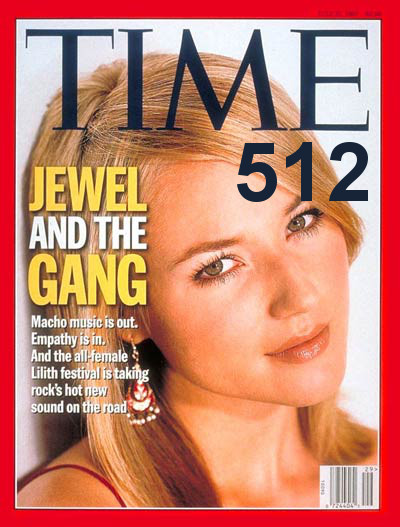 TIME
512
JEWEL
AND THE
GANG
Macho music is out.
Empathy is in.
And the all-female
Lilith festival is taking
rock's hot new
sound on the road
29>